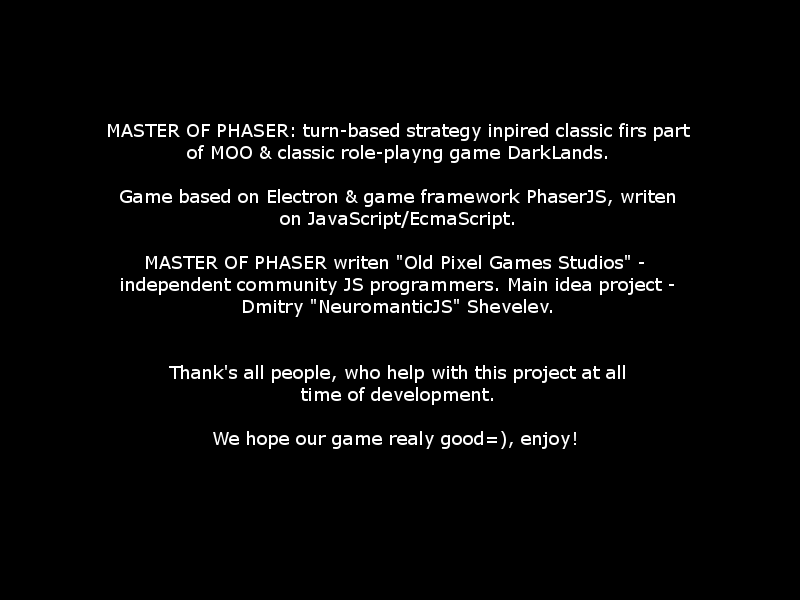 MASTER OF PHASER: turn-based strategy inpired classic firs part
of MOO & classic role-playng game DarkLands.
Game based on Electron & game framework PhaserJS, writen
on JavaScript/EcmaScript.
MASTER OF PHASER writen "Old Pixel Games Studios" -
independent community JS programmers. Main idea project -
Dmitry "NeuromanticJS" Shevelev.
Thank's all people, who help with this project at all
time of development.
We hope our game realy good=), enjoy!